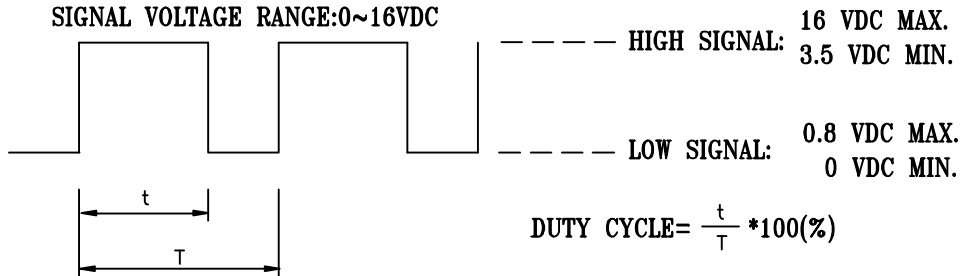 SIGNAL VOLTAGE RANGE:0~16VDC
HIGH SIGNAL: 16 VDC MAX.
3.5 VDC MIN.
LOW SIGNAL: 0.8 VDC MAX.
0 VDC MIN.
t
T
DUTY CYCLE= t/T *100(%)